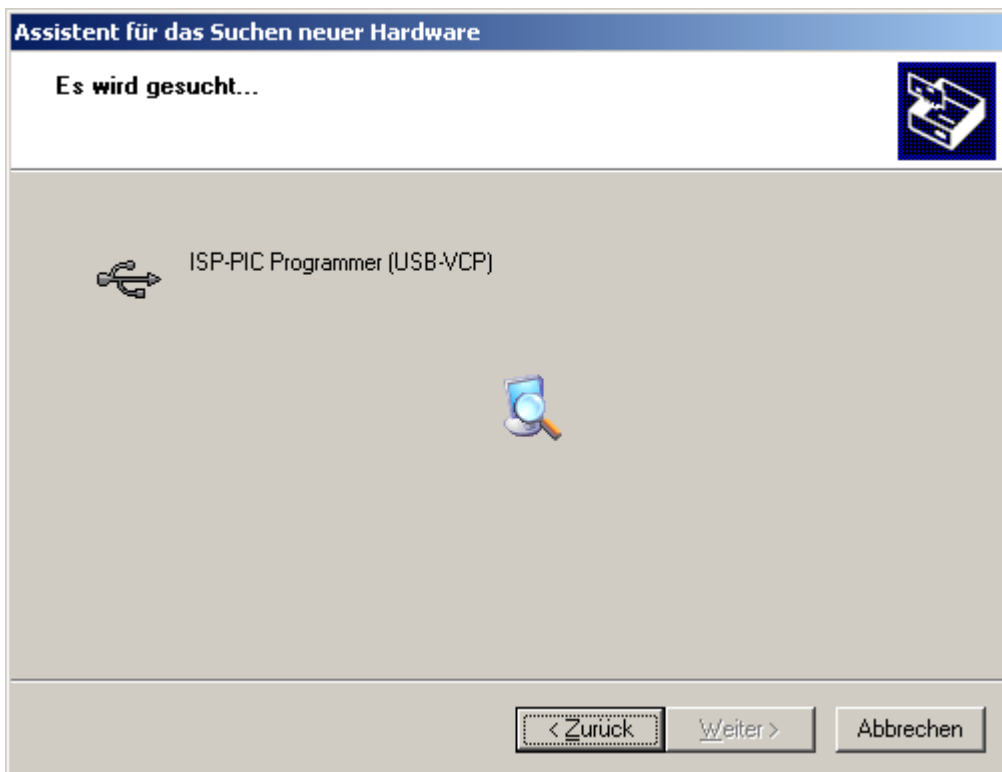 Assistent für das Suchen neuer Hardware
Es wird gesucht...
ISP-PIC Programmer (USB-VCP)
< Zurück
Weiter >
Abbrechen